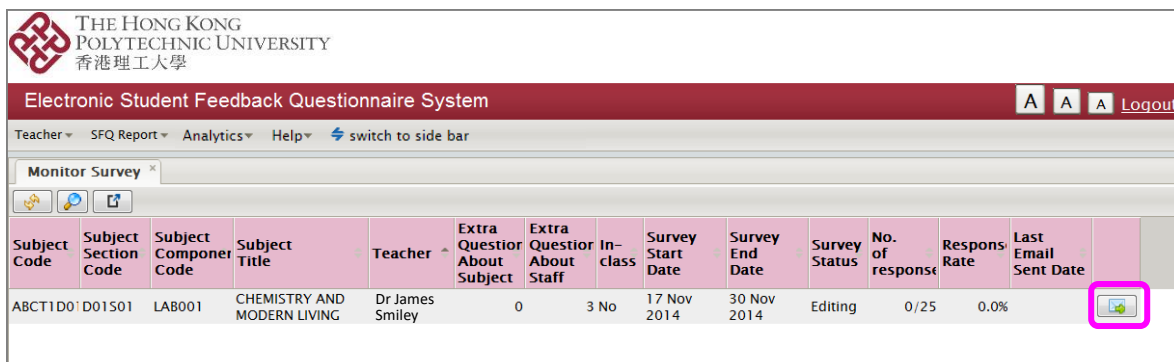 THE HONG KONG
POLYTECHNIC UNIVERSITY
香港理工大學
Electronic Student Feedback Questionnaire System
A A A Logout
Teacher SFQ Report Analytics Help switch to side bar
Monitor Survey ×
Subject Code
Subject Section Code
Subject Componer Code
Subject Title
Teacher
Extra Question About Subject
Extra Question About Staff
In-class
Survey Start Date
Survey End Date
Survey Status
No. of response
Respons Rate
Last Email Sent Date
ABCT1D01 D01S01 LAB001 CHEMISTRY AND MODERN LIVING Dr James Smiley 0 3 No 17 Nov 2014 30 Nov 2014 Editing 0/25 0.0%